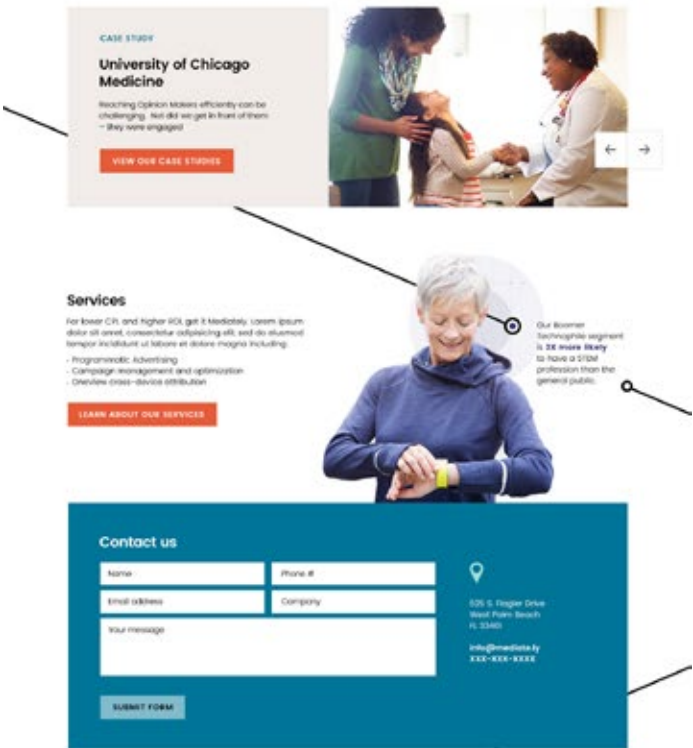 CASE STUDY
University of Chicago
Medicine
Reaching Opinion Makers efficiently can be
challenging. Not did we get in front of them
– they were engaged
VIEW OUR CASE STUDIES
Services
For lower CPL and higher ROI, get it Mediately. Lorem ipsum
dolor sit amet, consectetur adipisicing elit, sed do eiusmod
tempor incididunt ut labore et dolore magna including:
- Programmatic Advertising
- Campaign management and optimization
- Oneview cross-device attribution
LEARN ABOUT OUR SERVICES
Our Boomer
Technophile segment
is 3X more likely
to have a STEM
profession than the
general public.
Contact us
Name
Phone #
Email address
Company
Your message
SUBMIT FORM
525 S. Flagler Drive
West Palm Beach
FL 33401
info@mediate.ly
XXX-XXX-XXXX